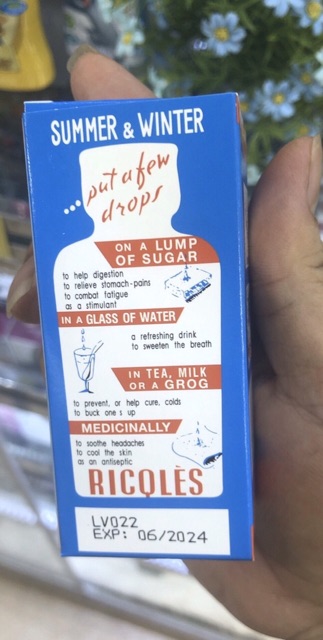 SUMMER & WINTER
... put a few
drops
ON A LUMP
OF SUGAR
to help digestion
to relieve stomach-pains
to combat fatigue
as a stimulant
IN A GLASS OF WATER
a refreshing drink
to sweeten the breath
IN TEA, MILK
OR A GROG
to prevent, or help cure, colds
to buck one s up
MEDICINALLY
to soothe headaches
to cool the skin
as an antiseptic
RICQLÈS
LV022
EXP: 06/2024